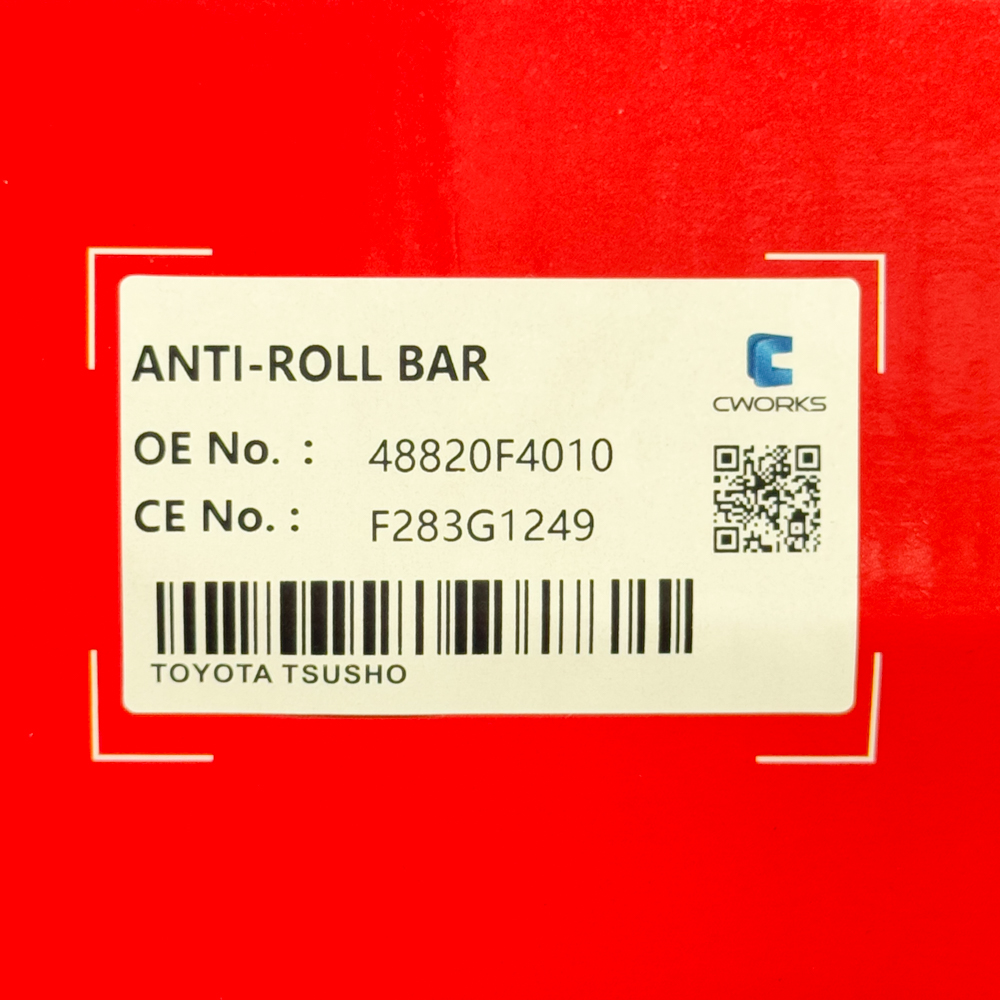 ANTI-ROLL BAR
CWORKS
OE No. : 48820F4010
CE No. : F283G1249
TOYOTA TSUSHO